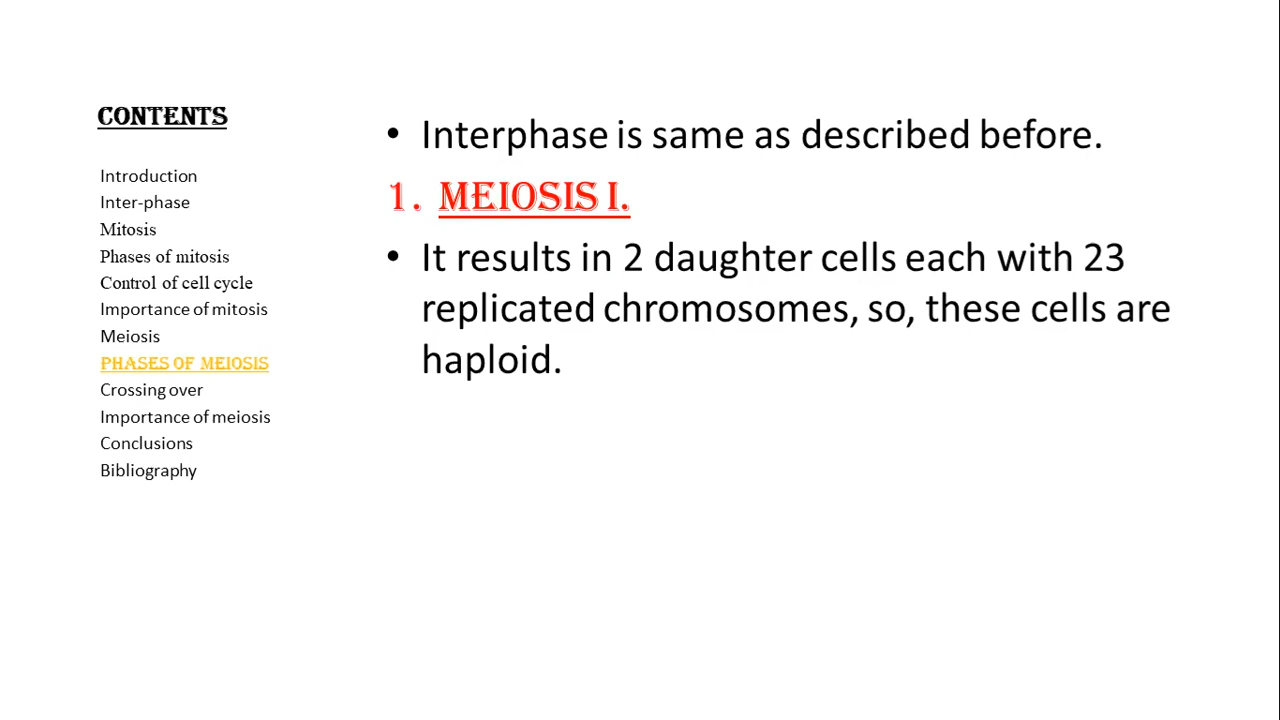 CONTENTS
Introduction
Inter-phase
Mitosis
Phases of mitosis
Control of cell cycle
Importance of mitosis
Meiosis
PHASES OF MEIOSIS
Crossing over
Importance of meiosis
Conclusions
Bibliography
• Interphase is same as described before.
1. MEIOSIS I.
• It results in 2 daughter cells each with 23
replicated chromosomes, so, these cells are
haploid.